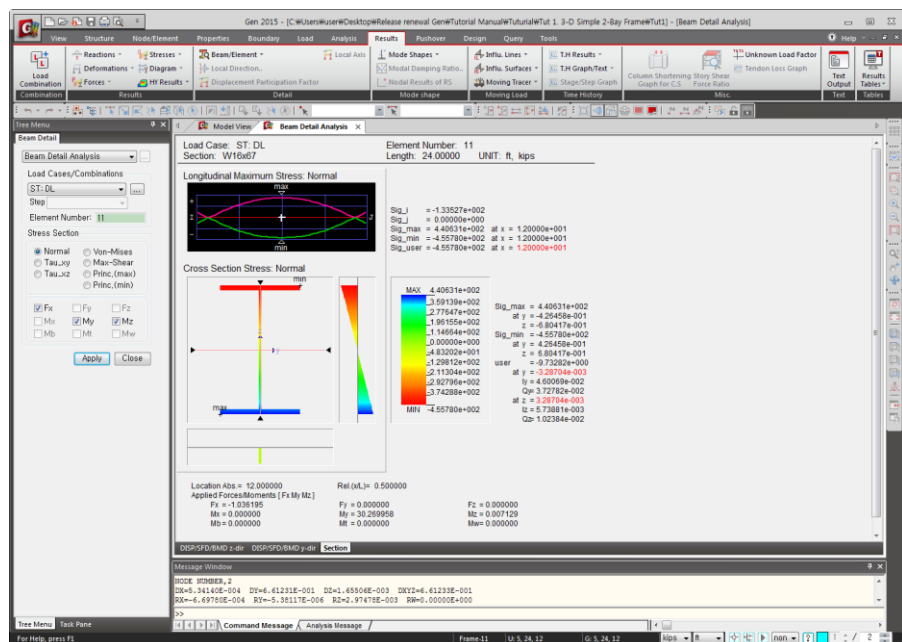 Gen 2015 - [C:₩Users₩user₩Desktop₩Release renewal Gen₩Tutorial Manual₩Tutorial₩Tut 1. 3-D Simple 2-Bay Frame₩Tut1] - [Beam Detail Analysis]
View Structure Node/Element Properties Boundary Load Analysis Results Pushover Design Query Tools Help
Load Combination
Reactions Stresses
Deformations Diagram
Forces HY Results
Beam/Element Local Axis
Local Direction..
Displacement Participation Factor
Mode Shapes
Modal Damping Ratio..
Nodal Results of RS
Influ. Lines
Influ. Surfaces
Moving Tracer
T.H Results
T.H Graph/Text
Stage/Step Graph
Column Shortening Graph for C.S
Story Shear Force Ratio
Unknown Load Factor
Tendon Loss Graph
Text Output
Results Tables
Combination Results Detail Mode shape Moving Load Time History Misc. Text Tables
Tree Menu
Beam Detail
Beam Detail Analysis
Load Cases/Combinations
ST: DL
Step
Element Number: 11
Stress Section
Normal Von-Mises
Tau_xy Max-Shear
Tau_xz Princ,(max)
Princ,(min)
Fx Fy Fz
Mx My Mz
Mb Mt Mw
Apply Close
Tree Menu Task Pane
Model View Beam Detail Analysis
Load Case: ST: DL Element Number: 11
Section: W16x67 Length: 24.00000 UNIT: ft, kips
Longitudinal Maximum Stress: Normal
max
+ +
z z
- -
min
Sig_i = -1.33527e+002
Sig_j = 0.00000e+000
Sig_max = 4.40631e+002 at x = 1.20000e+001
Sig_min = -4.55780e+002 at x = 1.20000e+001
Sig_user = -4.55780e+002 at x = 1.20000e+001
Cross Section Stress: Normal
min
y
max
MAX 4.40631e+002
3.59139e+002
2.77647e+002
1.96155e+002
1.14664e+002
0.00000e+000
-4.83202e+001
-1.29812e+002
-2.11304e+002
-2.92796e+002
-3.74288e+002
MIN -4.55780e+002
Sig_max = 4.40631e+002
at y = -4.26458e-001
z = -6.80417e-001
Sig_min = -4.55780e+002
at y = 4.26458e-001
z = 6.80417e-001
user = -9.73282e+000
at y = -3.28704e-003
Iy = 4.60069e-002
Qy= 3.72782e-002
at z = 3.28704e-003
Iz = 5.73881e-003
Qz= 1.02384e-002
Location Abs.= 12.000000 Rel.(x/L)= 0.500000
Applied Forces/Moments [ Fx My Mz ]
Fx = -1.036195 Fy = 0.000000 Fz = 0.000000
Mx = 0.000000 My = 30.269958 Mz = 0.007129
Mb = 0.000000 Mt = 0.000000 Mw= 0.000000
DISP/SFD/BMD z-dir DISP/SFD/BMD y-dir Section
Message Window
NODE NUMBER,2
DX=5.34140E-004 DY=6.61231E-001 DZ=1.65506E-003 DXYZ=6.61233E-001
RX=-6.69780E-004 RY=-5.38117E-006 RZ=2.97478E-003 RW=0.00000E+000
>>
Command Message Analysis Message
For Help, press F1 Frame-11 U: 5, 24, 12 G: 5, 24, 12 kips ft non ? 1 / 2